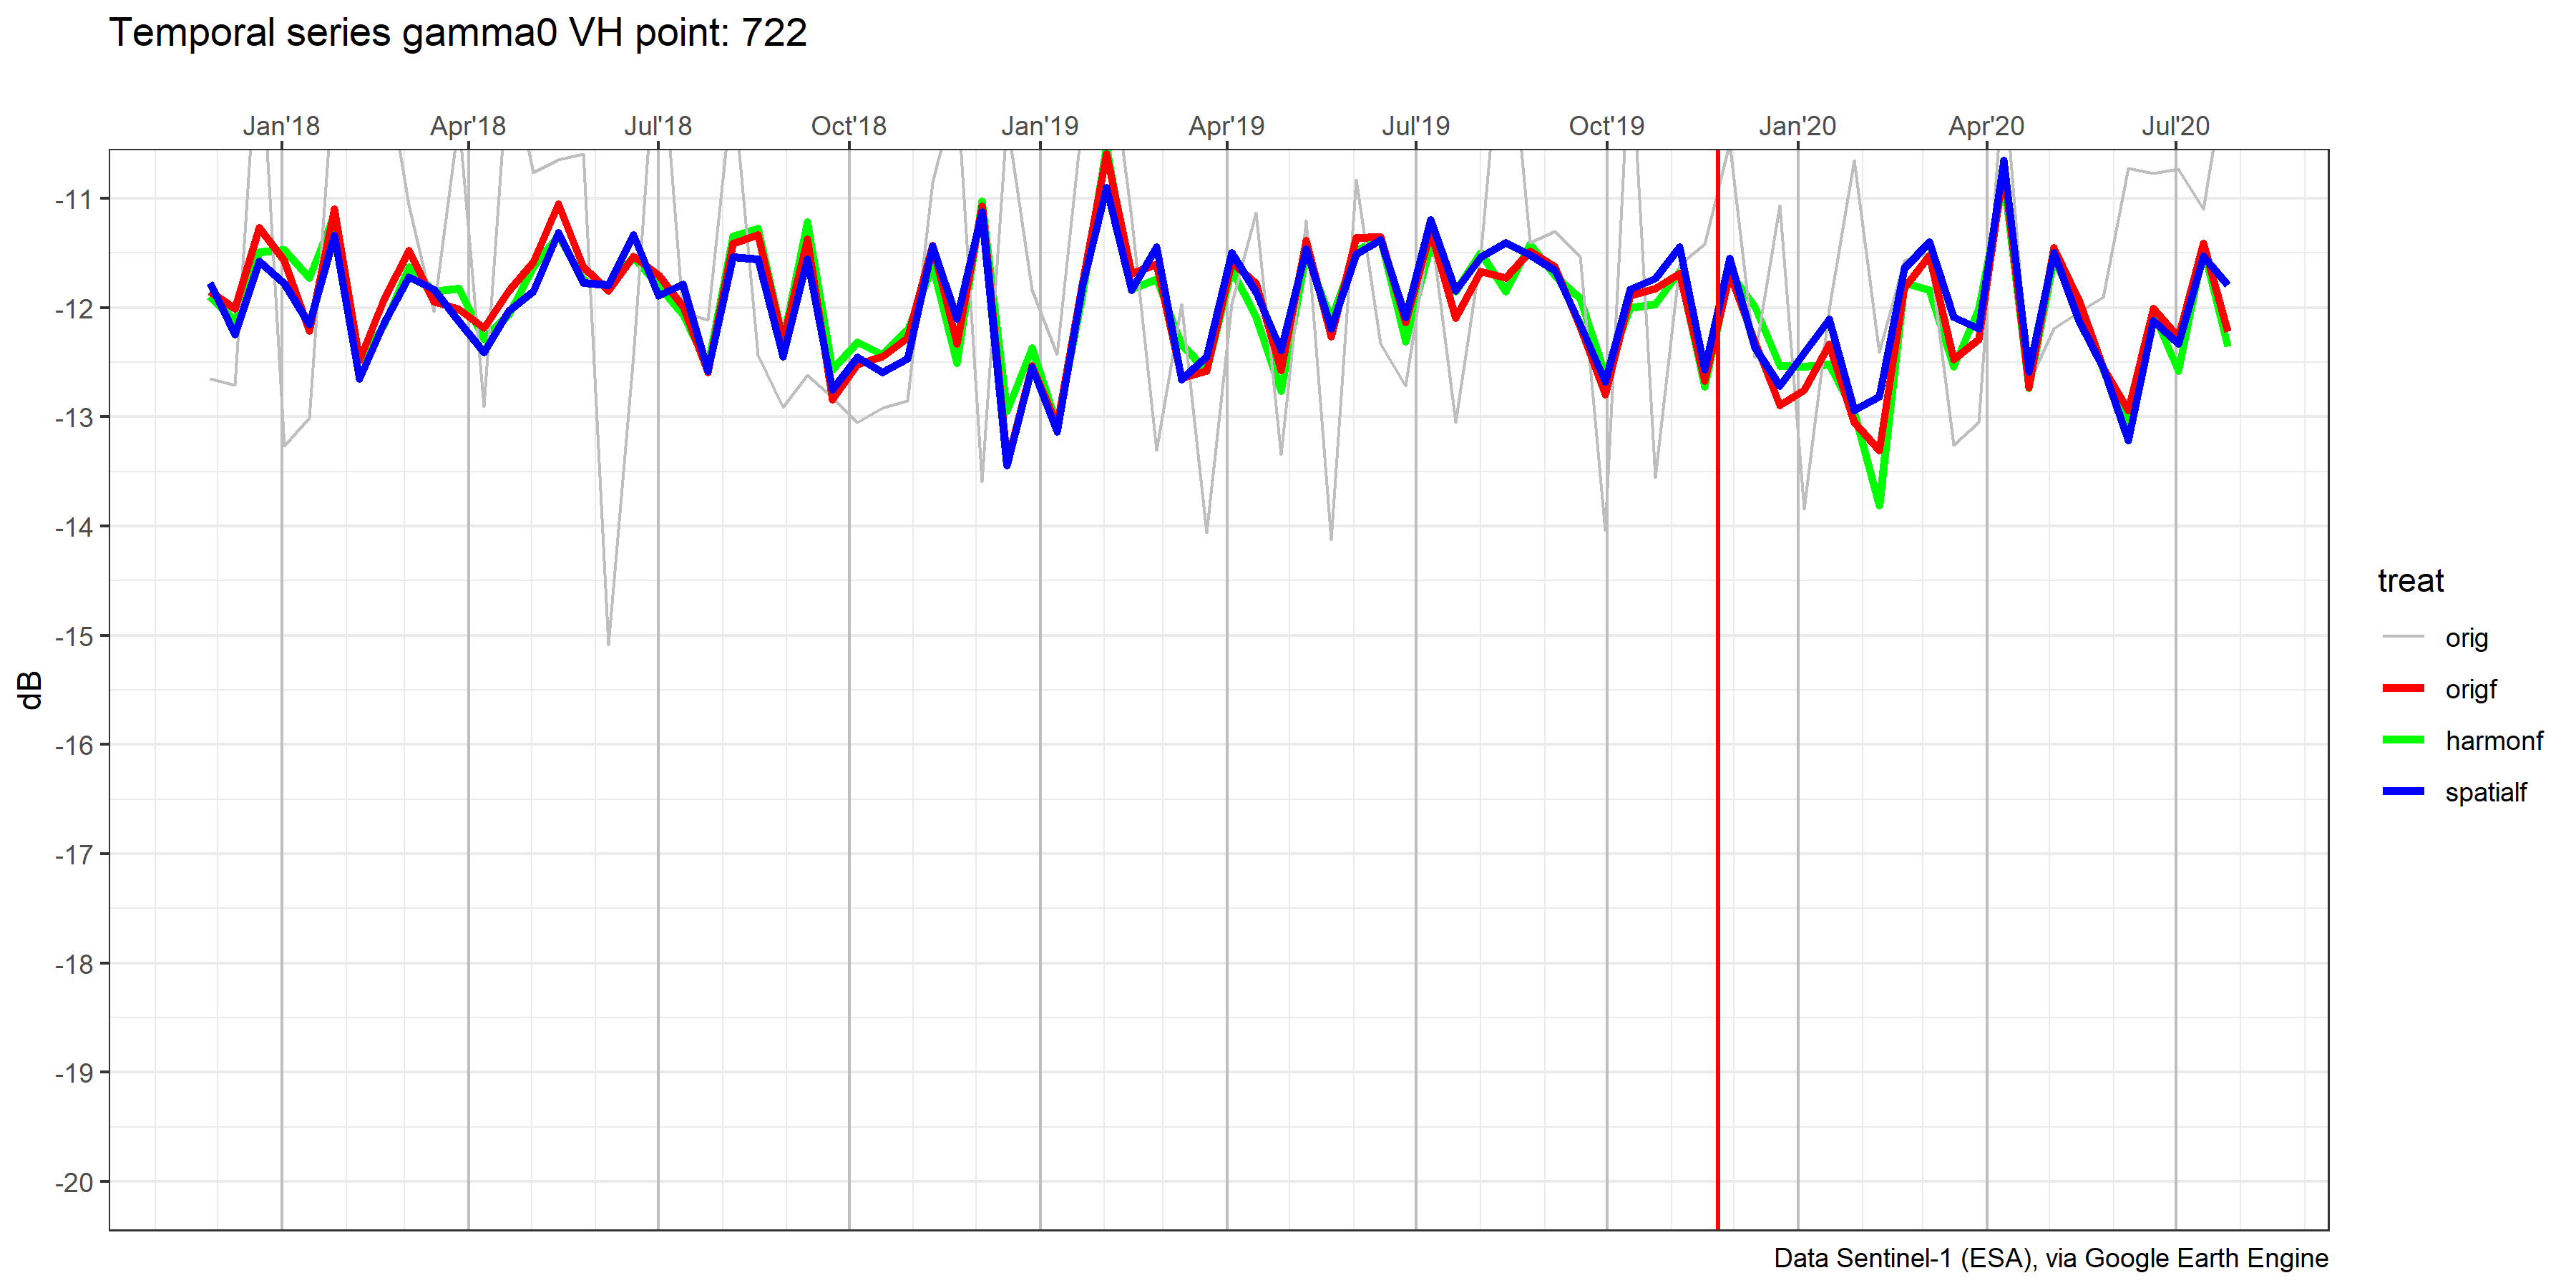 Temporal series gamma0 VH point: 722
Jan'18 Apr'18 Jul'18 Oct'18 Jan'19 Apr'19 Jul'19 Oct'19 Jan'20 Apr'20 Jul'20
-11
-12
-13
-14
-15
-16
-17
-18
-19
-20
dB
treat
orig
origf
harmonf
spatialf
Data Sentinel-1 (ESA), via Google Earth Engine